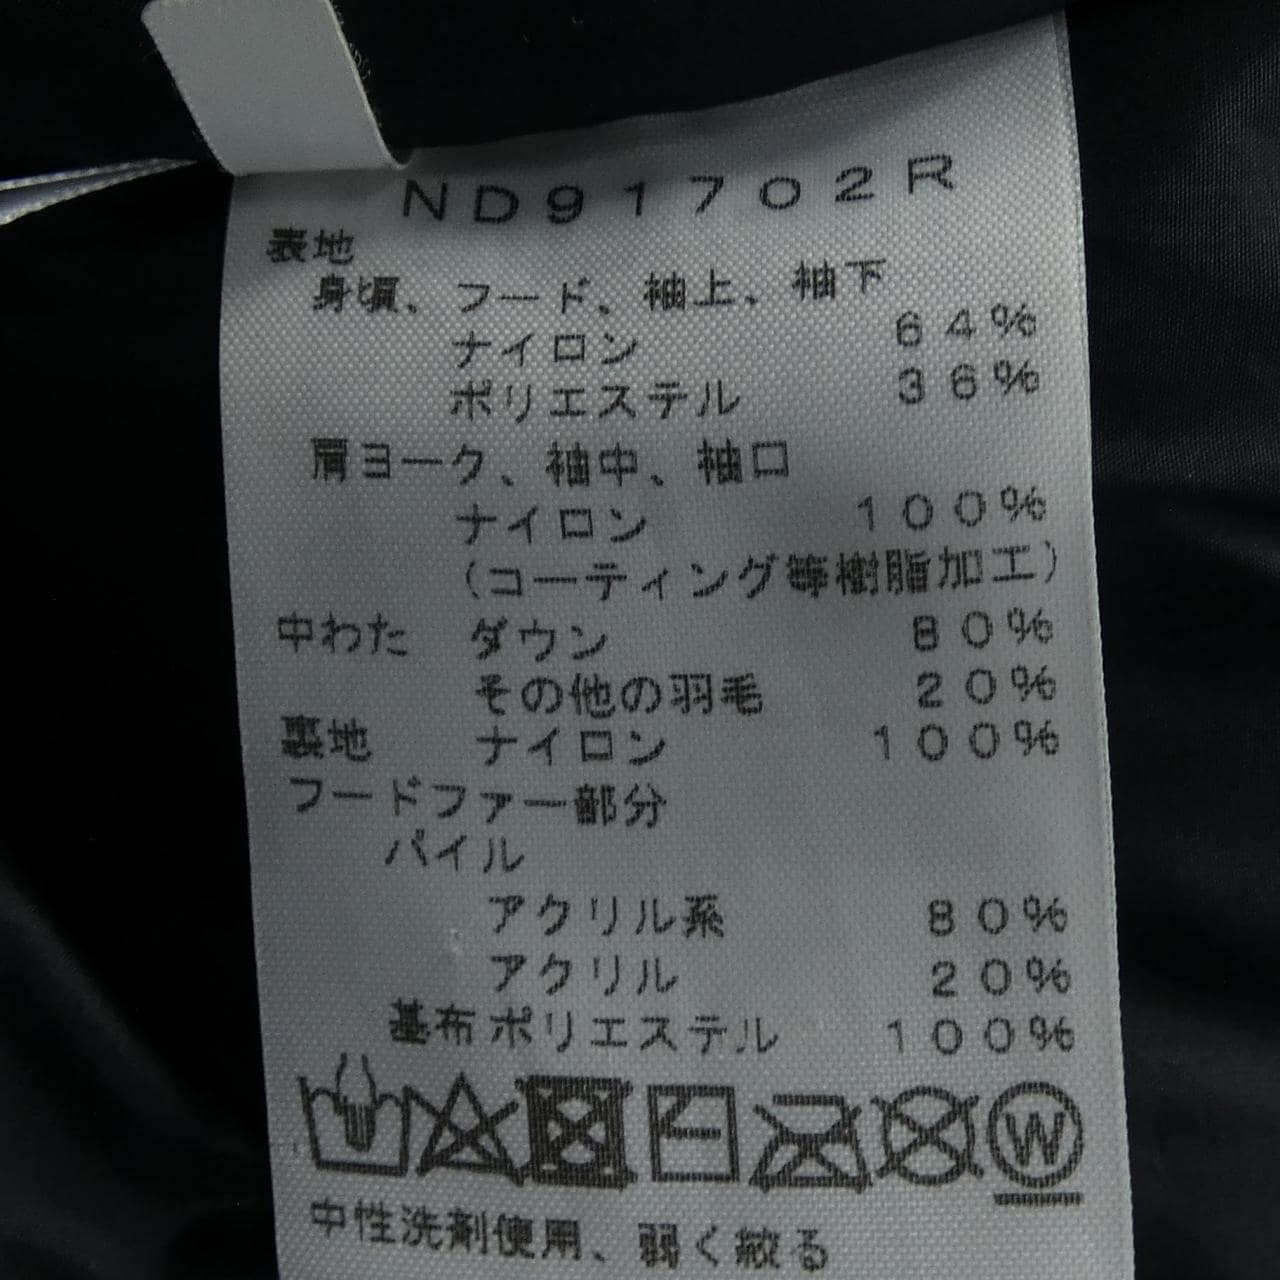 ND91702R
表地
身頃、フード、袖上、袖下
ナイロン 64%
ポリエステル 36%
肩ヨーク、袖中、袖口
ナイロン 100%
(コーティング等樹脂加工)
中わた ダウン 80%
その他の羽毛 20%
裏地 ナイロン 100%
フードファー部分
パイル
アクリル系 80%
アクリル 20%
基布ポリエステル 100%
W
中性洗剤使用、弱く絞る